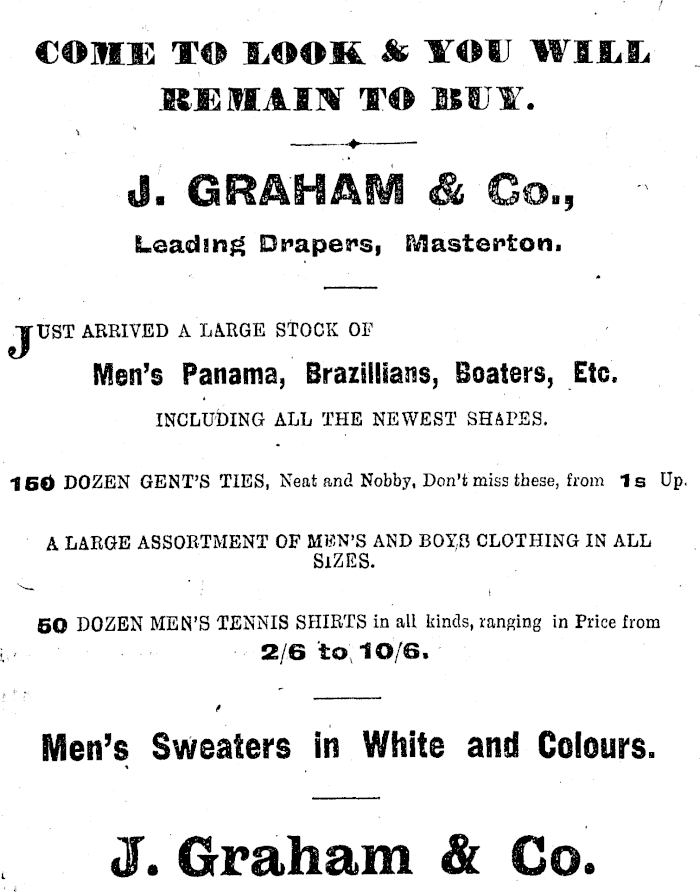 COME TO LOOK & YOU WILL
REMAIN TO BUY.
J. GRAHAM & Co.,
Leading Drapers, Masterton.
JUST ARRIVED A LARGE STOCK OF
Men's Panama, Brazillians, Boaters, Etc.
INCLUDING ALL THE NEWEST SHAPES.
150 DOZEN GENT'S TIES, Neat and Nobby, Don't miss these, from 1s Up.
A LARGE ASSORTMENT OF MEN'S AND BOYS CLOTHING IN ALL
SIZES.
50 DOZEN MEN'S TENNIS SHIRTS in all kinds, ranging in Price from
2/6 to 10/6.
Men's Sweaters in White and Colours.
J. Graham & Co.